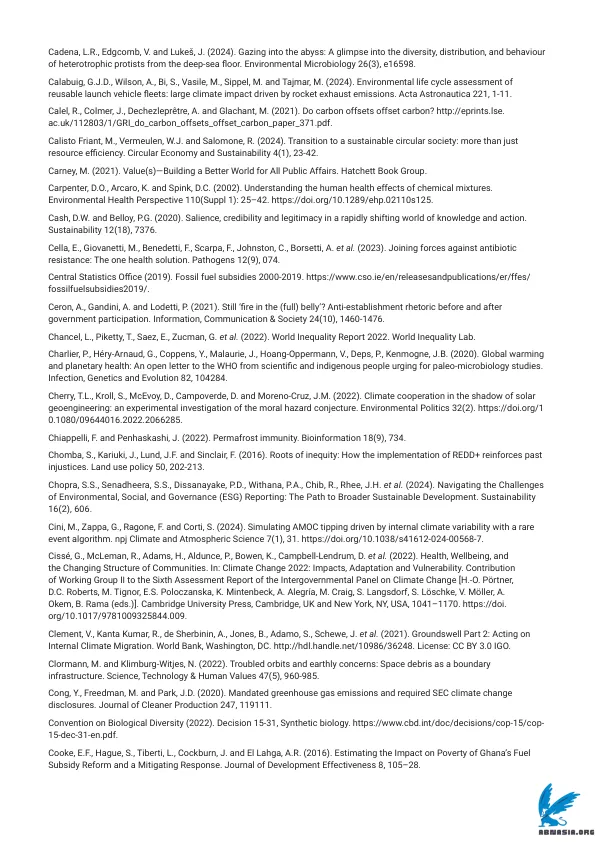 Cadena, L.R., Edgcomb, V. and Lukeš, J. (2024). Gazing into the abyss: A glimpse into the diversity, distribution, and behaviour
of heterotrophic protists from the deep-sea floor. Environmental Microbiology 26(3), e16598.
Calabuig, G.J.D., Wilson, A., Bi, S., Vasile, M., Sippel, M. and Tajmar, M. (2024). Environmental life cycle assessment of
reusable launch vehicle fleets: large climate impact driven by rocket exhaust emissions. Acta Astronautica 221, 1-11.
Calel, R., Colmer, J., Dechezleprêtre, A. and Glachant, M. (2021). Do carbon offsets offset carbon? http://eprints.lse.
ac.uk/112803/1/GRI_do_carbon_offsets_offset_carbon_paper_371.pdf.
Calisto Friant, M., Vermeulen, W.J. and Salomone, R. (2024). Transition to a sustainable circular society: more than just
resource efficiency. Circular Economy and Sustainability 4(1), 23-42.
Carney, M. (2021). Value(s)—Building a Better World for All Public Affairs. Hatchett Book Group.
Carpenter, D.O., Arcaro, K. and Spink, D.C. (2002). Understanding the human health effects of chemical mixtures.
Environmental Health Perspective 110(Suppl 1): 25–42. https://doi.org/10.1289/ehp.02110s125.
Cash, D.W. and Belloy, P.G. (2020). Salience, credibility and legitimacy in a rapidly shifting world of knowledge and action.
Sustainability 12(18), 7376.
Cella, E., Giovanetti, M., Benedetti, F., Scarpa, F., Johnston, C., Borsetti, A. et al. (2023). Joining forces against antibiotic
resistance: The one health solution. Pathogens 12(9), 074.
Central Statistics Office (2019). Fossil fuel subsidies 2000-2019. https://www.cso.ie/en/releasesandpublications/er/ffes/
fossilfuelsubsidies2019/.
Ceron, A., Gandini, A. and Lodetti, P. (2021). Still ‘fire in the (full) belly’? Anti-establishment rhetoric before and after
government participation. Information, Communication & Society 24(10), 1460-1476.
Chancel, L., Piketty, T., Saez, E., Zucman, G. et al. (2022). World Inequality Report 2022. World Inequality Lab.
Charlier, P., Héry-Arnaud, G., Coppens, Y., Malaurie, J., Hoang-Oppermann, V., Deps, P., Kenmogne, J.B. (2020). Global warming
and planetary health: An open letter to the WHO from scientific and indigenous people urging for paleo-microbiology studies.
Infection, Genetics and Evolution 82, 104284.
Cherry, T.L., Kroll, S., McEvoy, D., Campoverde, D. and Moreno-Cruz, J.M. (2022). Climate cooperation in the shadow of solar
geoengineering: an experimental investigation of the moral hazard conjecture. Environmental Politics 32(2). https://doi.org/1
0.1080/09644016.2022.2066285.
Chiappelli, F. and Penhaskashi, J. (2022). Permafrost immunity. Bioinformation 18(9), 734.
Chomba, S., Kariuki, J., Lund, J.F. and Sinclair, F. (2016). Roots of inequity: How the implementation of REDD+ reinforces past
injustices. Land use policy 50, 202-213.
Chopra, S.S., Senadheera, S.S., Dissanayake, P.D., Withana, P.A., Chib, R., Rhee, J.H. et al. (2024). Navigating the Challenges
of Environmental, Social, and Governance (ESG) Reporting: The Path to Broader Sustainable Development. Sustainability
16(2), 606.
Cini, M., Zappa, G., Ragone, F. and Corti, S. (2024). Simulating AMOC tipping driven by internal climate variability with a rare
event algorithm. npj Climate and Atmospheric Science 7(1), 31. https://doi.org/10.1038/s41612-024-00568-7.
Cissé, G., McLeman, R., Adams, H., Aldunce, P., Bowen, K., Campbell-Lendrum, D. et al. (2022). Health, Wellbeing, and
the Changing Structure of Communities. In: Climate Change 2022: Impacts, Adaptation and Vulnerability. Contribution
of Working Group II to the Sixth Assessment Report of the Intergovernmental Panel on Climate Change [H.-O. Pörtner,
D.C. Roberts, M. Tignor, E.S. Poloczanska, K. Mintenbeck, A. Alegría, M. Craig, S. Langsdorf, S. Löschke, V. Möller, A.
Okem, B. Rama (eds.)]. Cambridge University Press, Cambridge, UK and New York, NY, USA, 1041–1170. https://doi.
org/10.1017/9781009325844.009.
Clement, V., Kanta Kumar, R., de Sherbinin, A., Jones, B., Adamo, S., Schewe, J. et al. (2021). Groundswell Part 2: Acting on
Internal Climate Migration. World Bank, Washington, DC. http://hdl.handle.net/10986/36248. License: CC BY 3.0 IGO.
Clormann, M. and Klimburg-Witjes, N. (2022). Troubled orbits and earthly concerns: Space debris as a boundary
infrastructure. Science, Technology & Human Values 47(5), 960-985.
Cong, Y., Freedman, M. and Park, J.D. (2020). Mandated greenhouse gas emissions and required SEC climate change
disclosures. Journal of Cleaner Production 247, 119111.
Convention on Biological Diversity (2022). Decision 15-31, Synthetic biology. https://www.cbd.int/doc/decisions/cop-15/cop-
15-dec-31-en.pdf.
Cooke, E.F., Hague, S., Tiberti, L., Cockburn, J. and El Lahga, A.R. (2016). Estimating the Impact on Poverty of Ghana’s Fuel
Subsidy Reform and a Mitigating Response. Journal of Development Effectiveness 8, 105–28.
ABNASIA.ORG